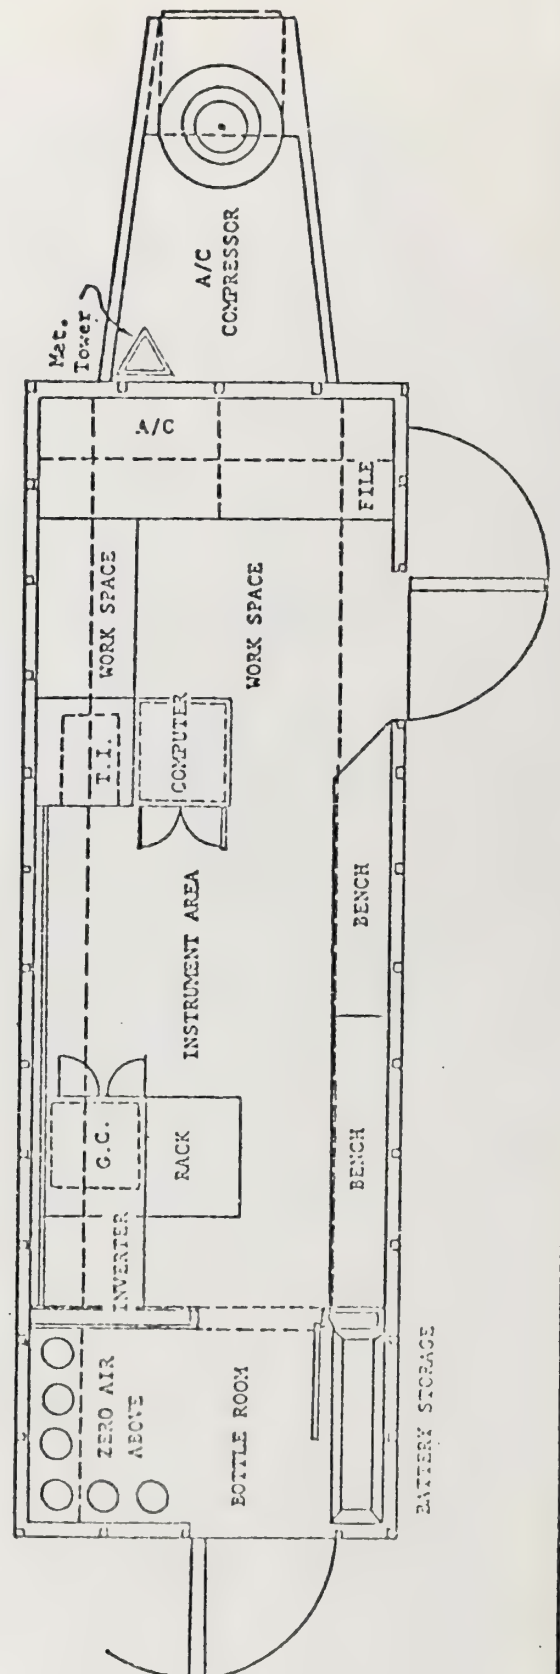 Met.
Tower
A/C
COMPRESSOR
A/C
FILE
WORK SPACE
WORK SPACE
T.I.
COMPUTER
INSTRUMENT AREA
BENCH
G.C.
RACK
BENCH
INVERTER
ZERO AIR
ABOVE
BOTTLE ROOM
BATTERY STORAGE